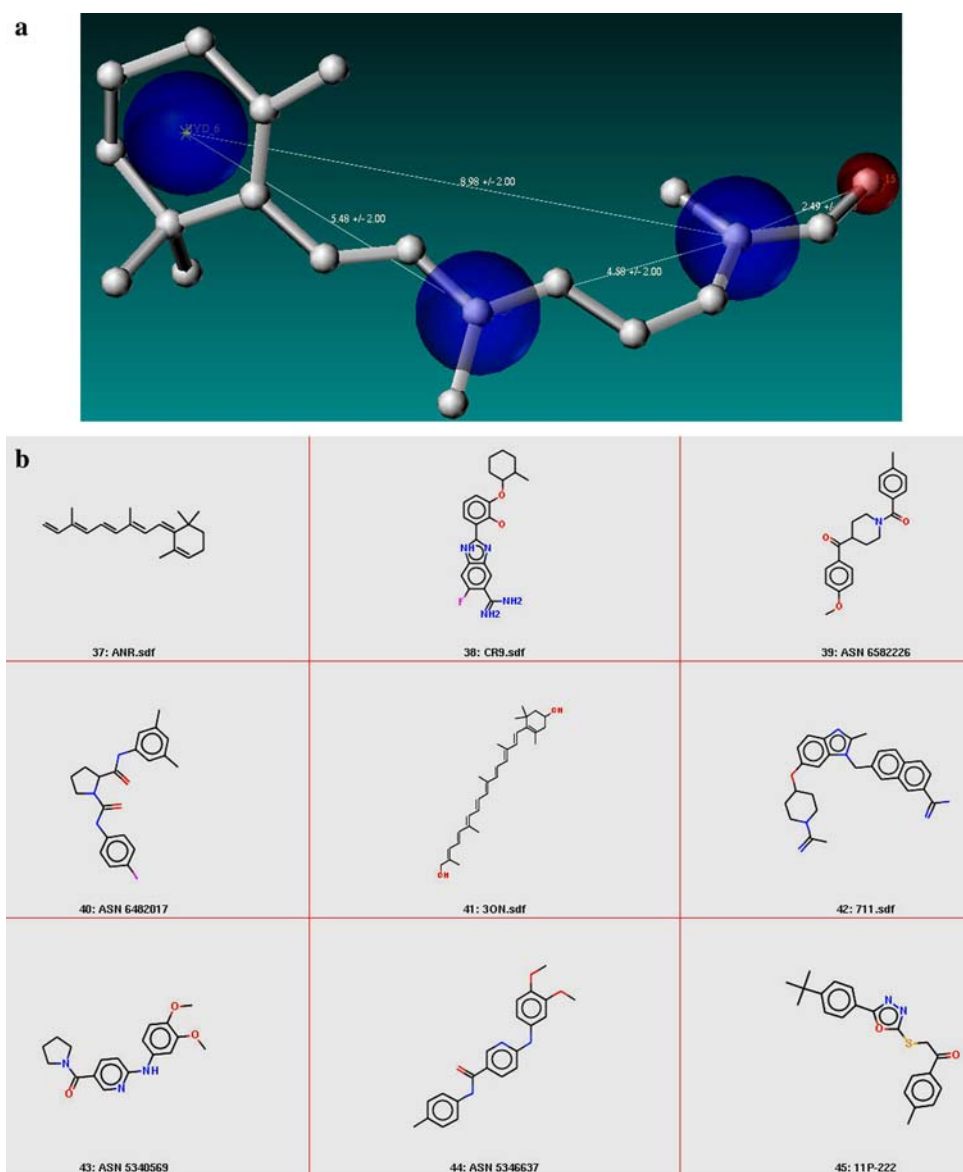 a
HYD_6
8.98 +/- 2.00
5.48 +/- 2.00
2.49 +/-
15
4.58 +/- 2.00
b
37: ANR.sdf
O
O
NH N
F
NH2
NH2
38: CR9.sdf
N
O
O
O
39: ASN 6582226
40: ASN 6482017
OH
OH
41: 3ON.sdf
42: 711.sdf
O
O
N
O
N
NH
43: ASN 5340569
44: ASN 5346637
N
N
O
S
O
45: 11P-222